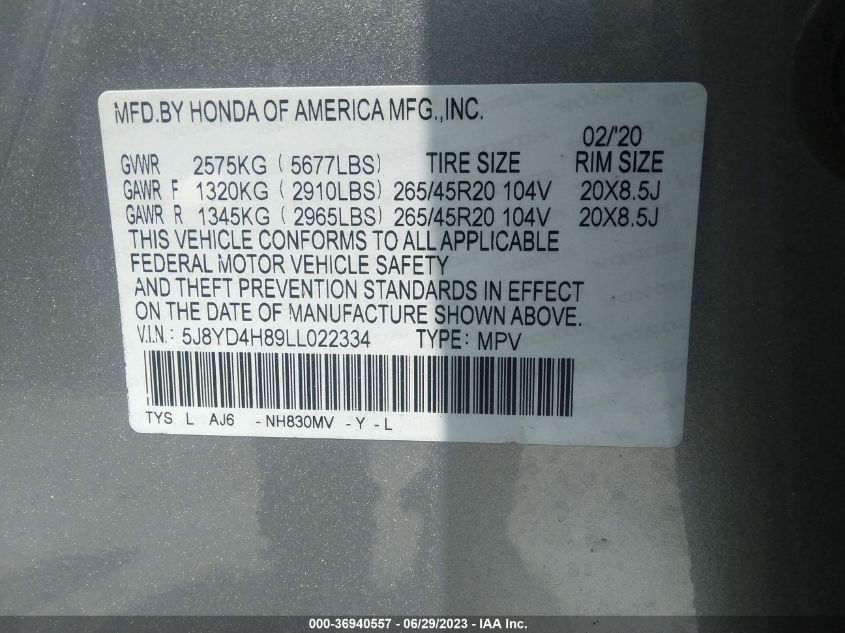 MFD.BY HONDA OF AMERICA MFG.,INC.
02/'20
GVWR 2575KG ( 5677LBS) TIRE SIZE RIM SIZE
GAWR F 1320KG ( 2910LBS) 265/45R20 104V 20X8.5J
GAWR R 1345KG ( 2965LBS) 265/45R20 104V 20X8.5J
THIS VEHICLE CONFORMS TO ALL APPLICABLE
FEDERAL MOTOR VEHICLE SAFETY
AND THEFT PREVENTION STANDARDS IN EFFECT
ON THE DATE OF MANUFACTURE SHOWN ABOVE.
V.I.N.: 5J8YD4H89LL022334 TYPE: MPV
TYS L AJ6 - NH830MV - Y - L
000-36940557 - 06/29/2023 - IAA Inc.